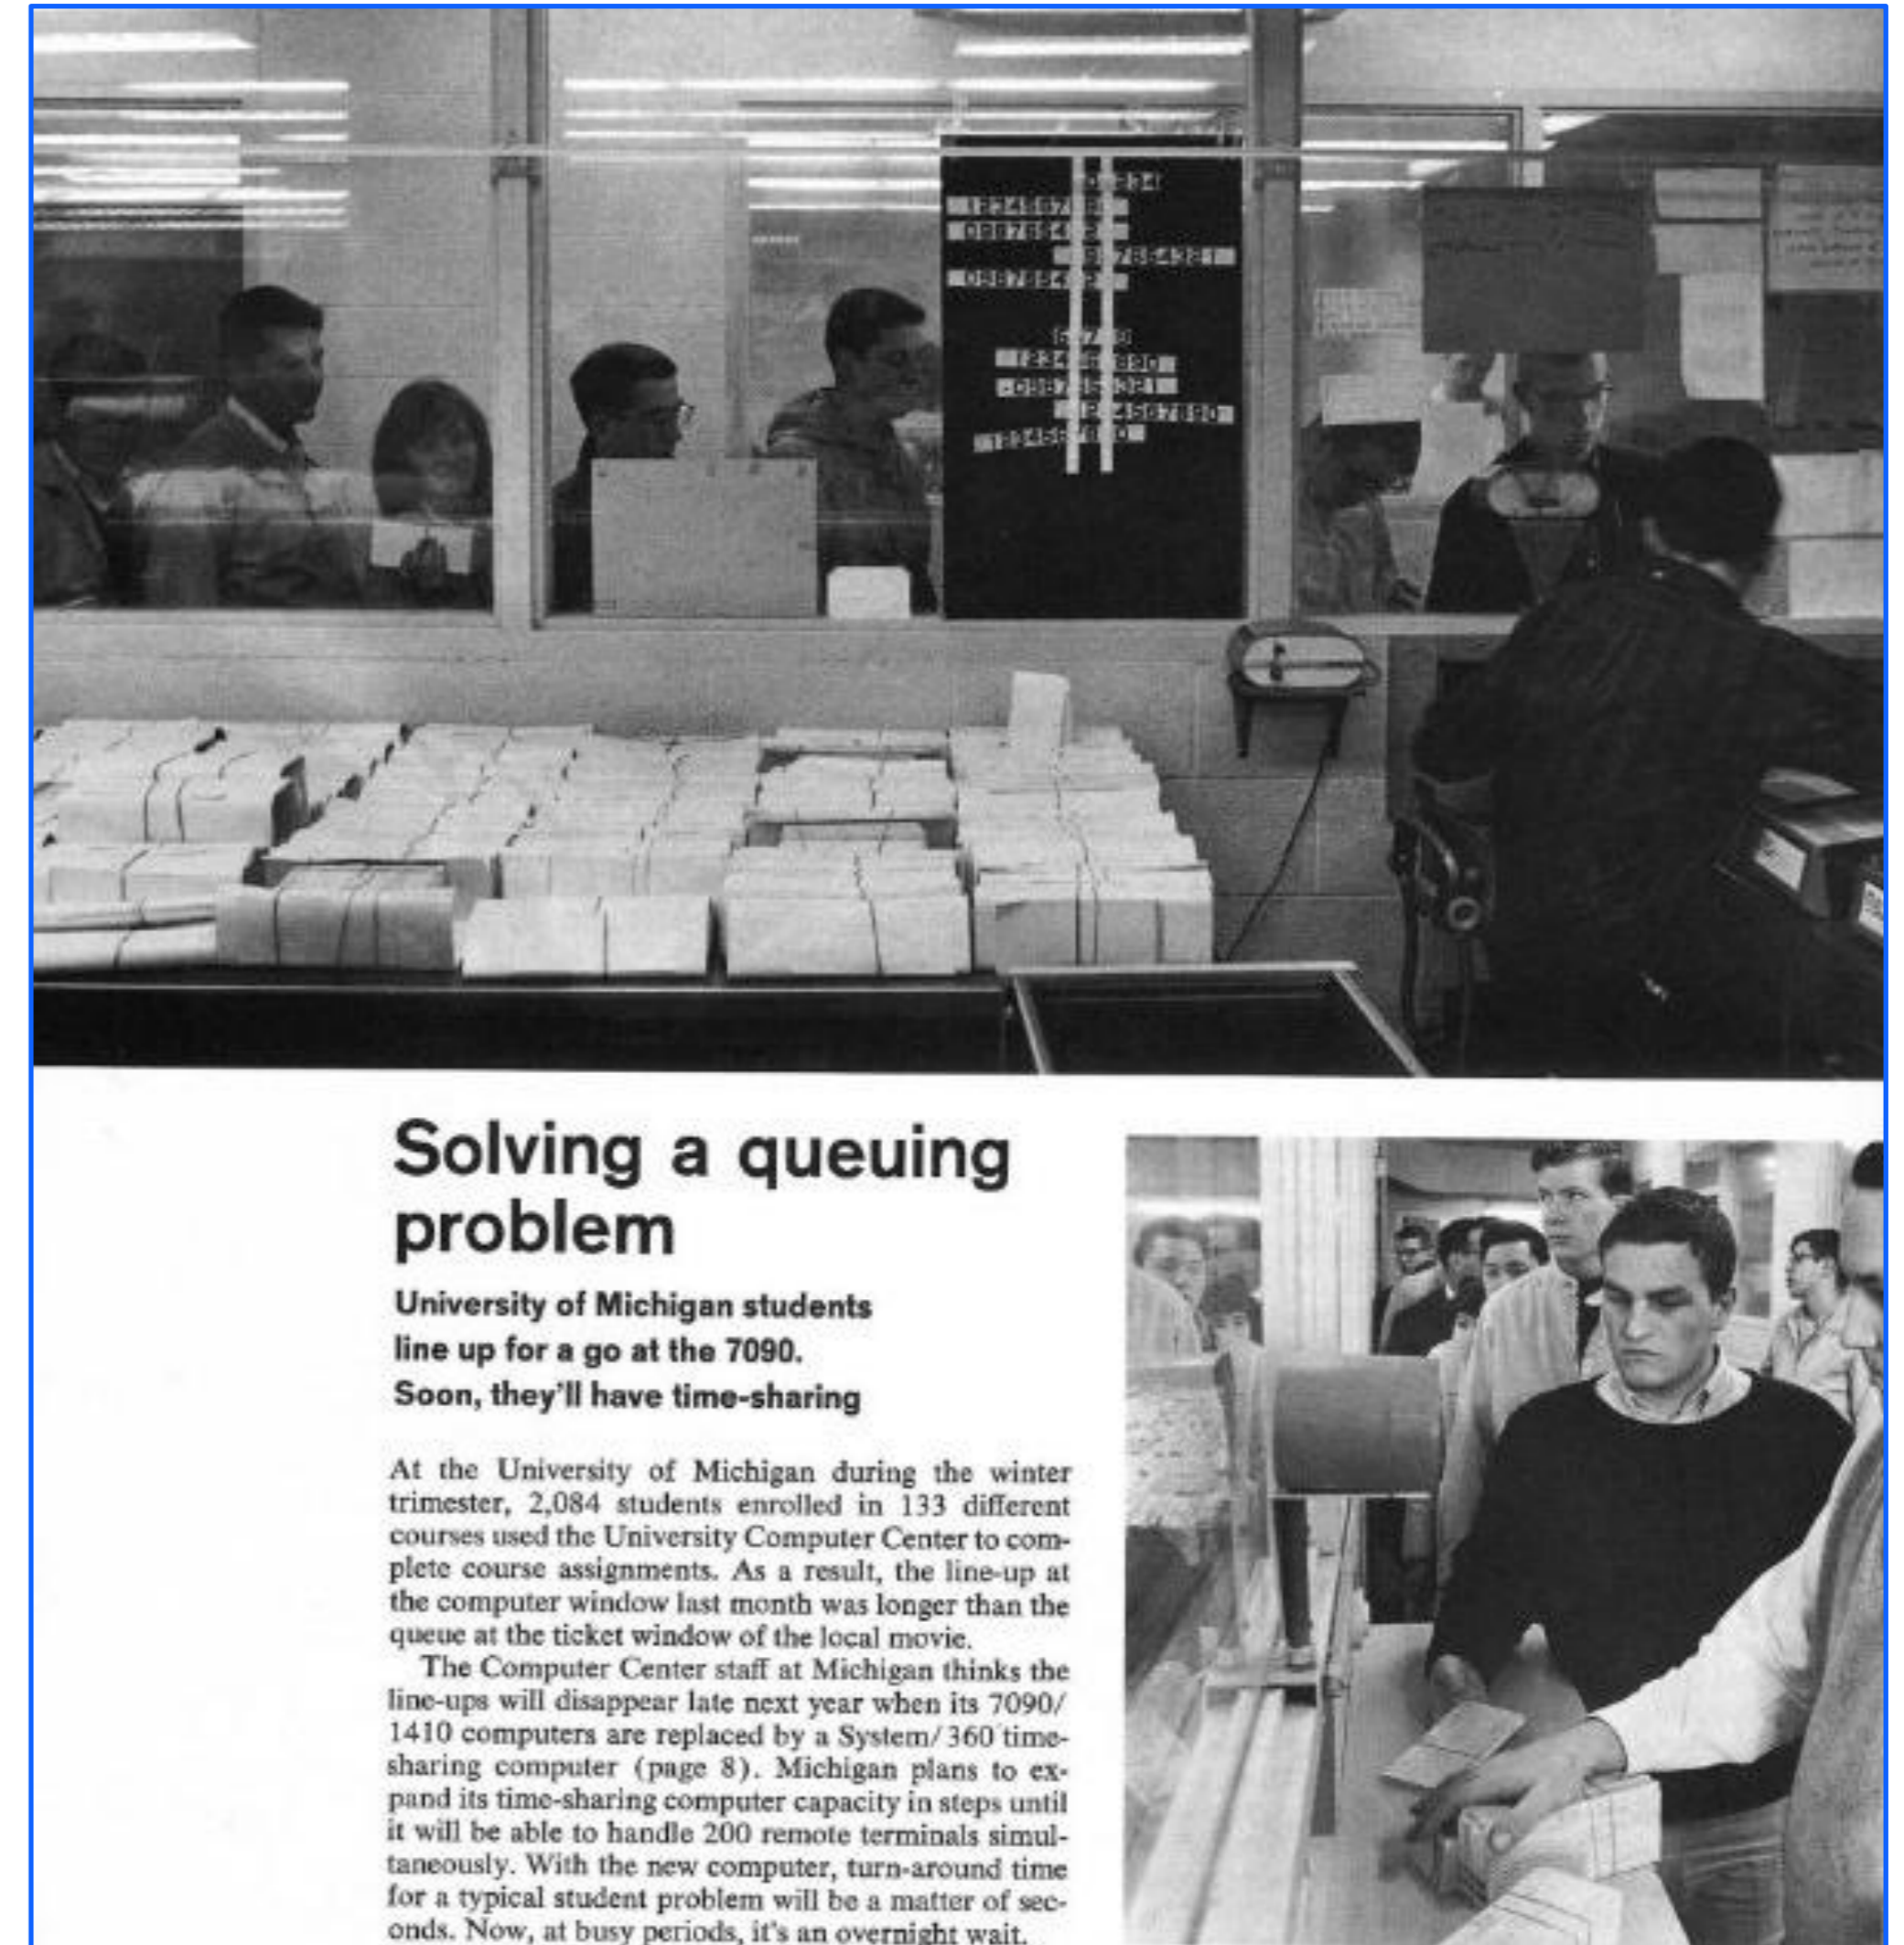 Solving a queuing
problem
University of Michigan students
line up for a go at the 7090.
Soon, they'll have time-sharing
At the University of Michigan during the winter
trimester, 2,084 students enrolled in 133 different
courses used the University Computer Center to com-
plete course assignments. As a result, the line-up at
the computer window last month was longer than the
queue at the ticket window of the local movie.
The Computer Center staff at Michigan thinks the
line-ups will disappear late next year when its 7090/
1410 computers are replaced by a System/360 time-
sharing computer (page 8). Michigan plans to ex-
pand its time-sharing computer capacity in steps until
it will be able to handle 200 remote terminals simul-
taneously. With the new computer, turn-around time
for a typical student problem will be a matter of sec-
onds. Now, at busy periods, it's an overnight wait.